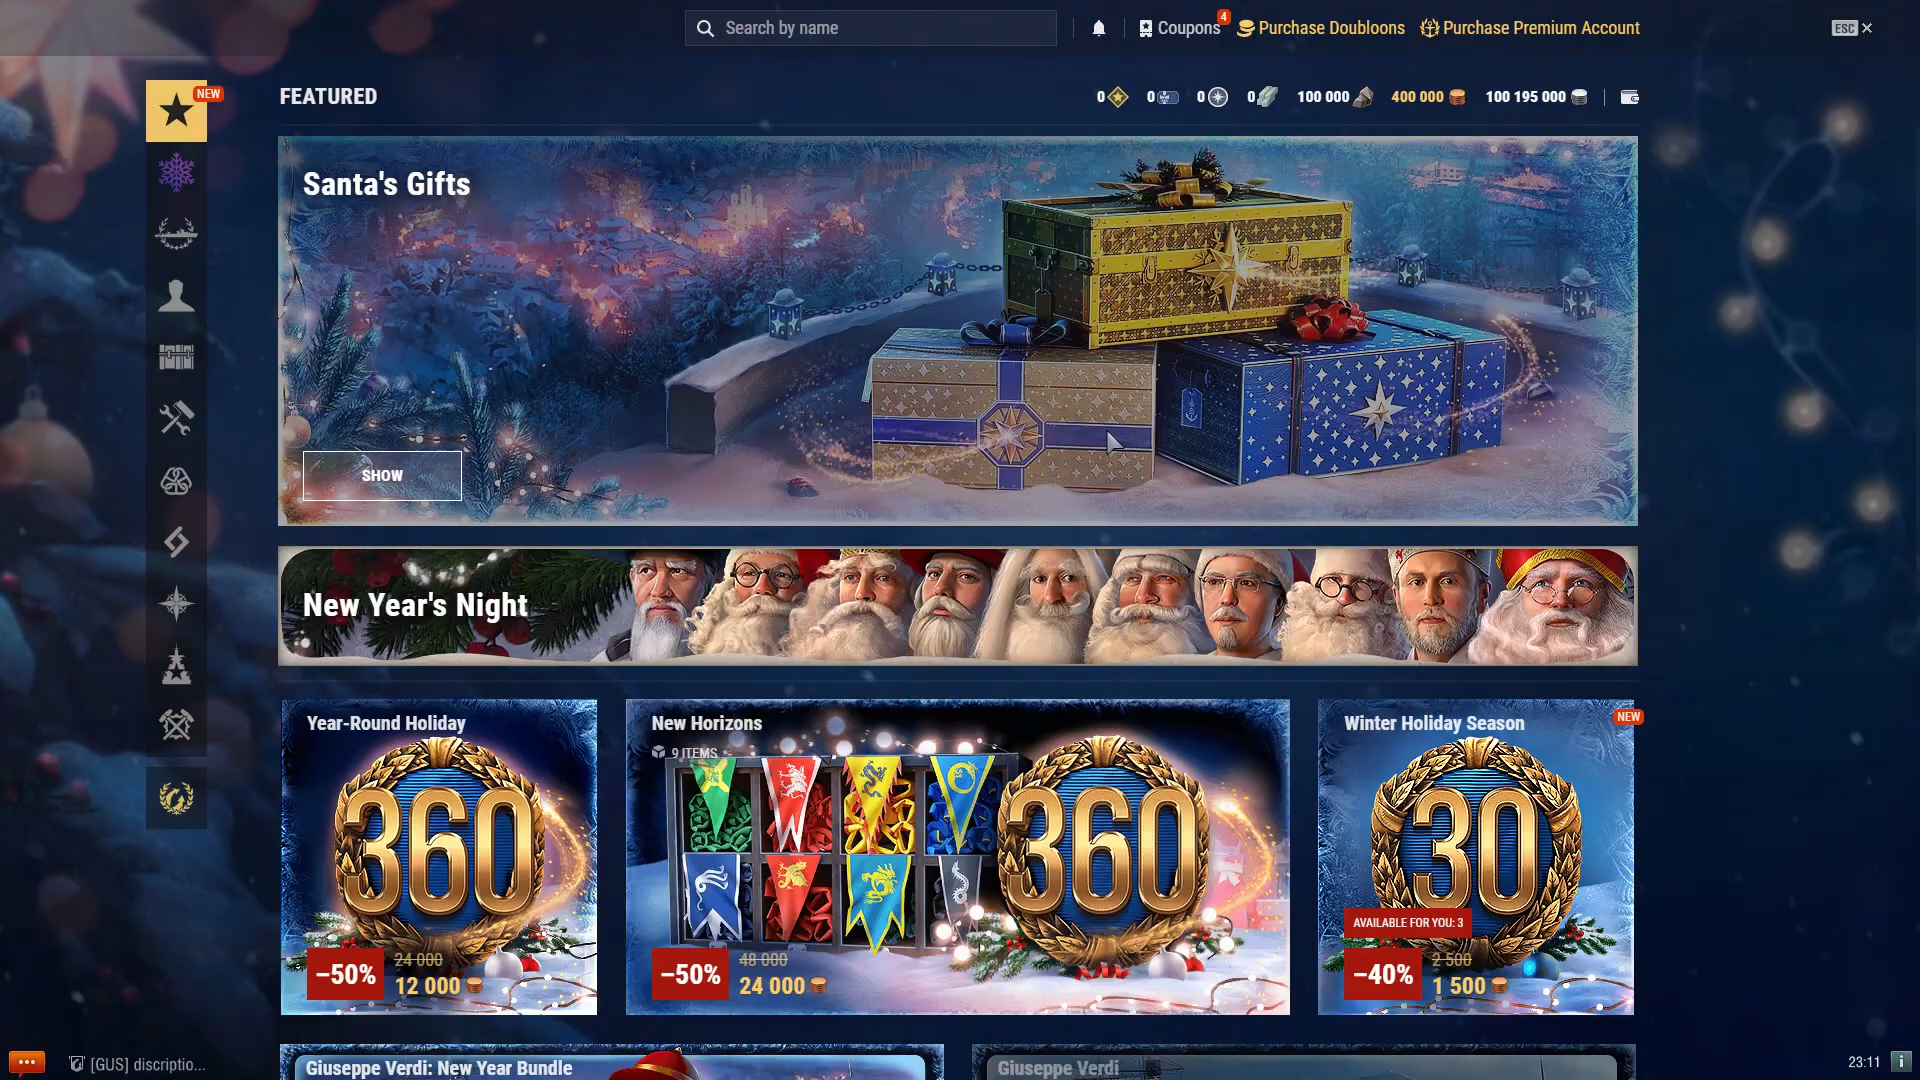 Search by name
Coupons
4
Purchase Doubloons
Purchase Premium Account
ESC
NEW
FEATURED
0
0
0
0
100 000
400 000
100 195 000
Santa's Gifts
SHOW
New Year's Night
Year-Round Holiday
360
-50%
24 000
12 000
New Horizons
9 ITEMS
360
-50%
48 000
24 000
Winter Holiday Season
NEW
30
AVAILABLE FOR YOU: 3
-40%
2 500
1 500
Giuseppe Verdi: New Year Bundle
Giuseppe Verdi
[GUS] discriptio...
23:11